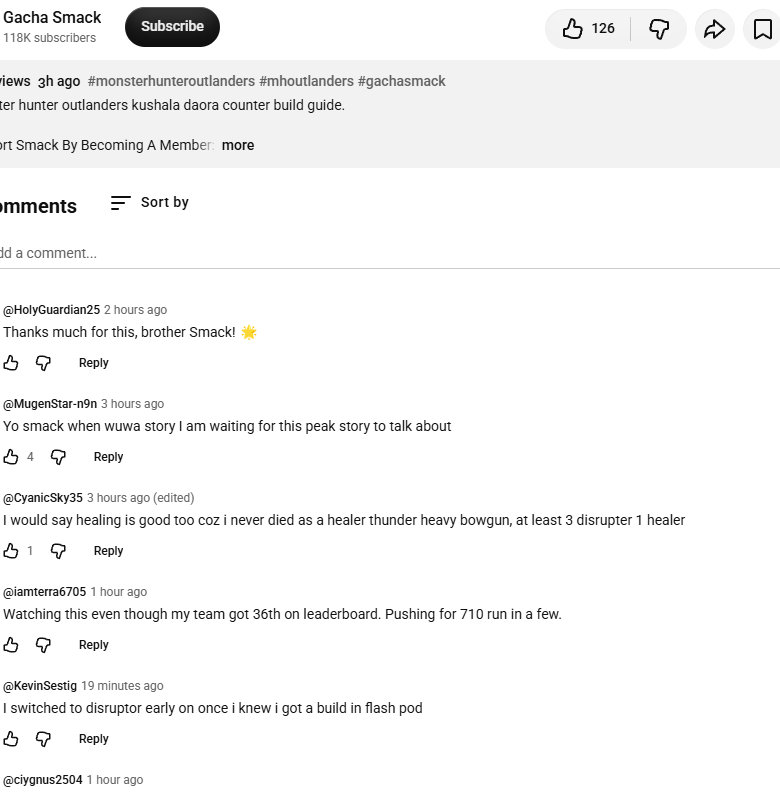 Gacha Smack
118K subscribers
Subscribe
126
views 3h ago #monsterhunteroutlanders #mhoutlanders #gachasmack
ter hunter outlanders kushala daora counter build guide.
ort Smack By Becoming A Member: more
omments
Sort by
dd a comment...
@HolyGuardian25 2 hours ago
Thanks much for this, brother Smack! 🌟
Reply
@MugenStar-n9n 3 hours ago
Yo smack when wuwa story I am waiting for this peak story to talk about
4 Reply
@CyanicSky35 3 hours ago (edited)
I would say healing is good too coz i never died as a healer thunder heavy bowgun, at least 3 disrupter 1 healer
1 Reply
@iamterra6705 1 hour ago
Watching this even though my team got 36th on leaderboard. Pushing for 710 run in a few.
Reply
@KevinSestig 19 minutes ago
I switched to disruptor early on once i knew i got a build in flash pod
Reply
@ciygnus2504 1 hour ago